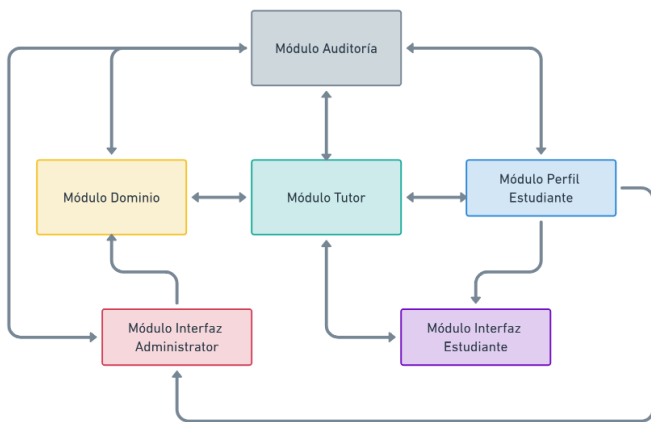 Módulo Auditoría
Módulo Dominio
Módulo Tutor
Módulo Perfil
Estudiante
Módulo Interfaz
Administrator
Módulo Interfaz
Estudiante